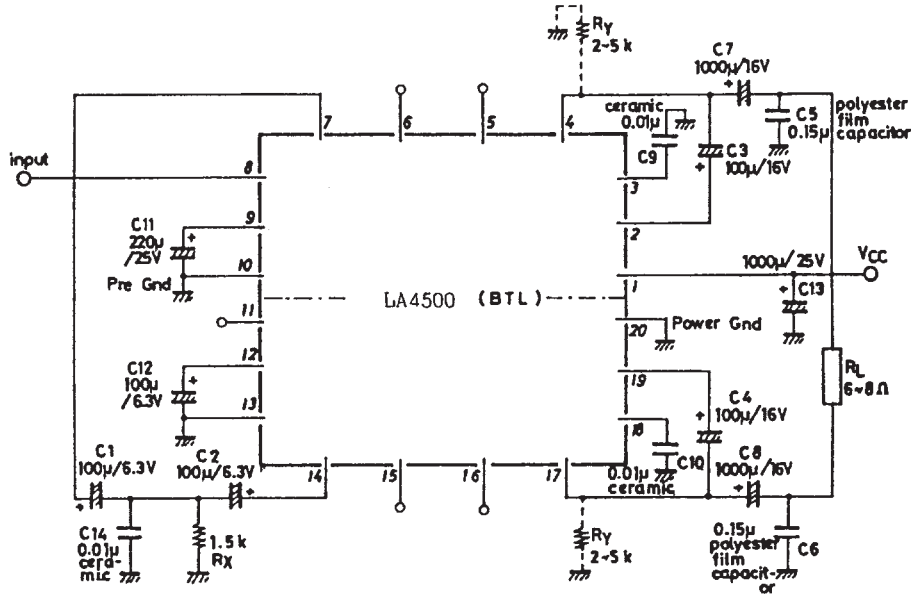 RY
2~5 k
C7
1000µ/16V
ceramic
0.01µ
C9
C5
0.15µ
polyester
film
capacitor
C3
100µ/16V
input
7
6
5
4
8
3
9
2
C11
220µ
/25V
10
1
Pre Gnd
1000µ/25V
VCC
C13
LA4500 (BTL)
11
20
Power Gnd
12
19
C12
100µ
/6.3V
13
18
C4
100µ/16V
RL
6~8Ω
C1
100µ/6.3V
C2
100µ/6.3V
14
15
16
17
0.01µ
ceramic
C10
C8
1000µ/16V
C14
0.01µ
cera-
mic
1.5k
RX
RY
2~5 k
0.15µ
polyester
film
capacit-
or
C6